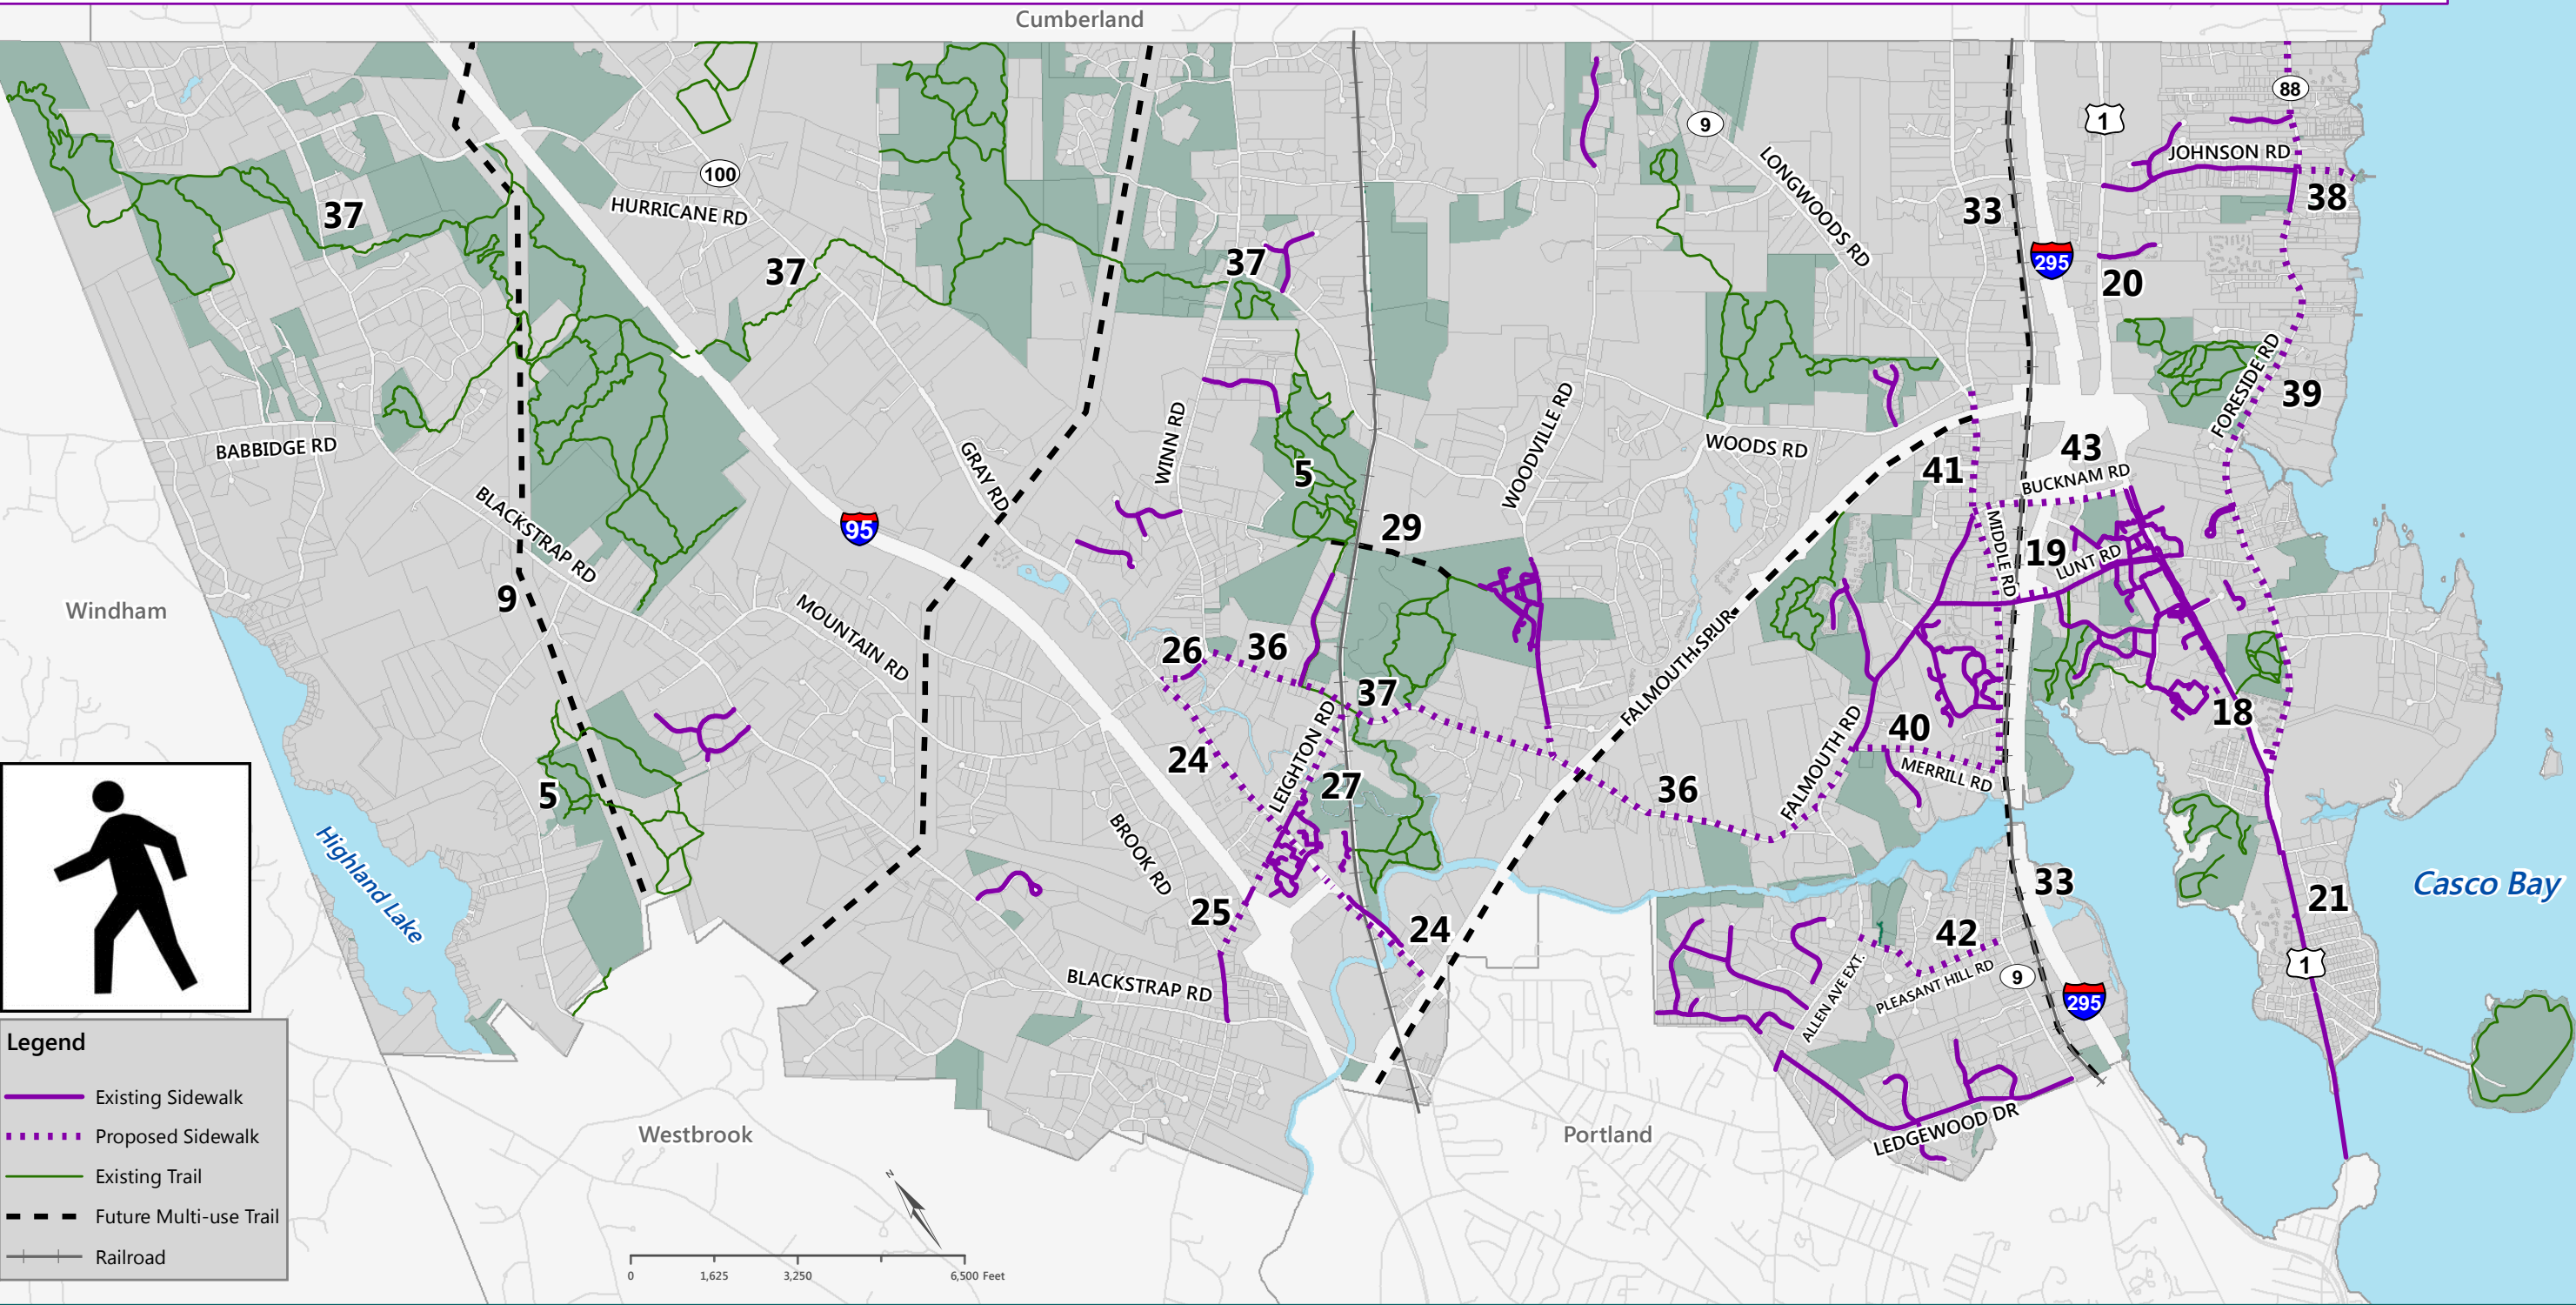 Cumberland
88
1
9
JOHNSON RD
LONGWOODS RD
100
38
HURRICANE RD
33
37
37
295
37
20
FORESIDE RD
39
WINN RD
WOODVILLE RD
WOODS RD
BABBIDGE RD
GRAY RD
43
41
5
BUCKNAM RD
BLACKSTRAP RD
95
29
MIDDLE RD
19
LUNT RD
9
Windham
MOUNTAIN RD
FALMOUTH SPUR
26
36
37
18
LEIGHTON RD
FALMOUTH RD
40
24
MERRILL RD
5
27
36
BROOK RD
Highland Lake
33
Casco Bay
21
25
24
42
ALLEN AVE EXT.
PLEASANT HILL RD
9
1
BLACKSTRAP RD
295
Legend
Existing Sidewalk
Proposed Sidewalk
Existing Trail
Future Multi-use Trail
Railroad
Westbrook
Portland
LEDGEWOOD DR
N
0 1,625 3,250 6,500 Feet